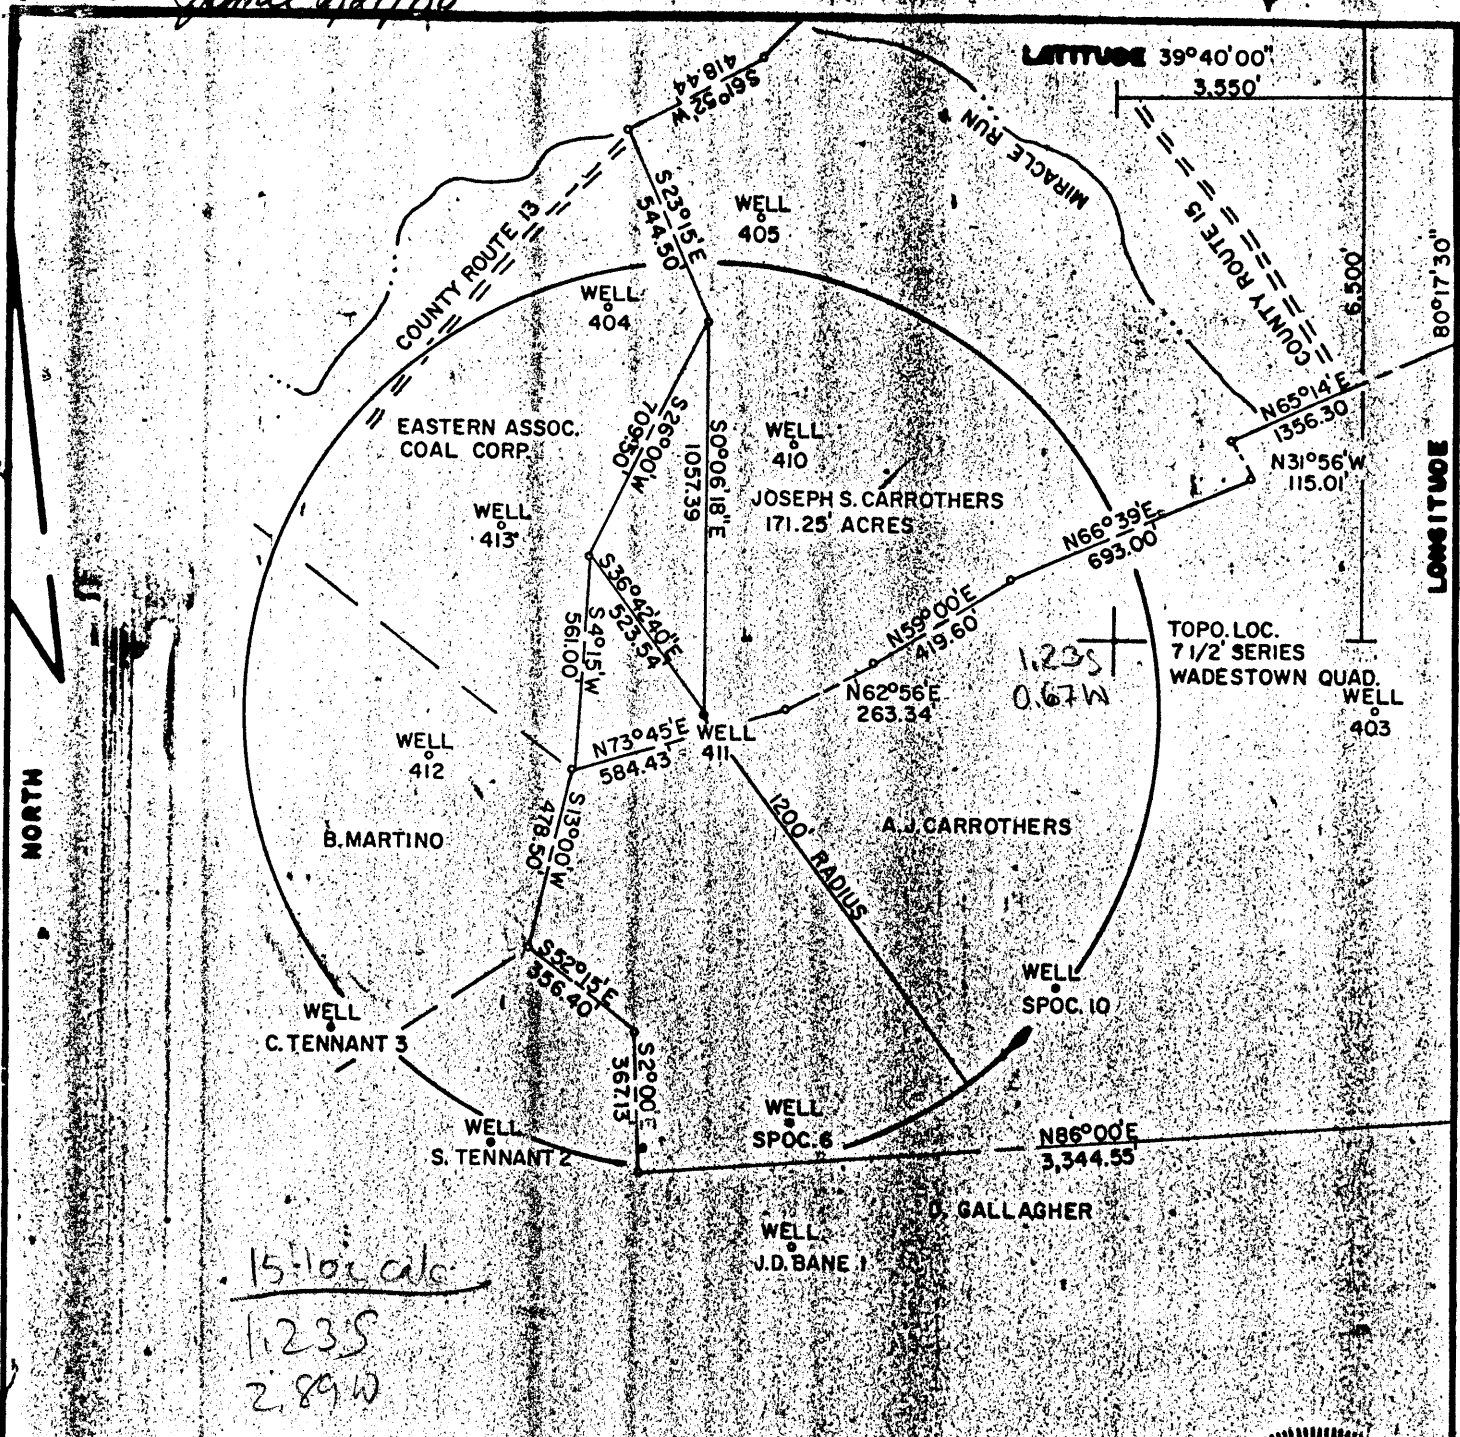 LATITUDE 39°40'00"
3,550'
S61°52'W
418.44
MIRACLE RUN
COUNTY ROUTE 15
6,500'
80°17'30"
LONGITUDE
COUNTY ROUTE 13
S23°15'E
544.50'
WELL
405
WELL
404
N65°14'E
1356.30
N31°56'W
115.01'
EASTERN ASSOC.
COAL CORP.
S26°00'W
709.50'
S0°06'18"E
1057.39
WELL
410
JOSEPH S. CARROTHERS
171.25' ACRES
WELL
413
N66°39'E
693.00'
S36°42'40"E
523.54
S4°15'W
561.00'
N59°00'E
419.60'
1.23S
0.67W
TOPO. LOC.
7 1/2' SERIES
WADESTOWN QUAD.
WELL
403
N62°56'E
263.34'
WELL
412
N73°45'E
584.43'
WELL
411
NORTH
B. MARTINO
S13°00'W
478.50'
1200' RADIUS
A.J. CARROTHERS
S52°15'E
356.40'
WELL
SPOC. 10
WELL
C. TENNANT 3
S2°00'E
367.13
WELL
SPOC. 6
WELL
S. TENNANT 2
N86°00'E
3,344.55
GALLAGHER
WELL
J.D. BANE 1
15' loc calc
1.23S
2.89W